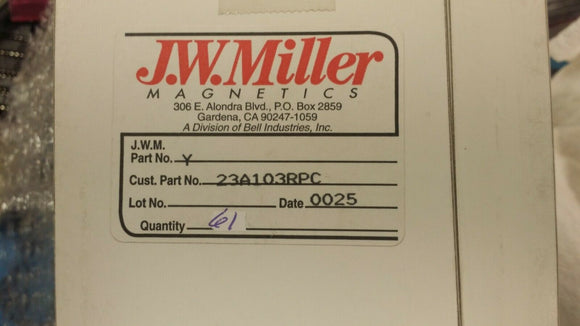 J.W.Miller
MAGNETICS
306 E. Alondra Blvd., P.O. Box 2859
Gardena, CA 90247-1059
A Division of Bell Industries, Inc.
J.W.M.
Part No. Y
Cust. Part No. 23A103RPC
Lot No. Date 0025
Quantity 61